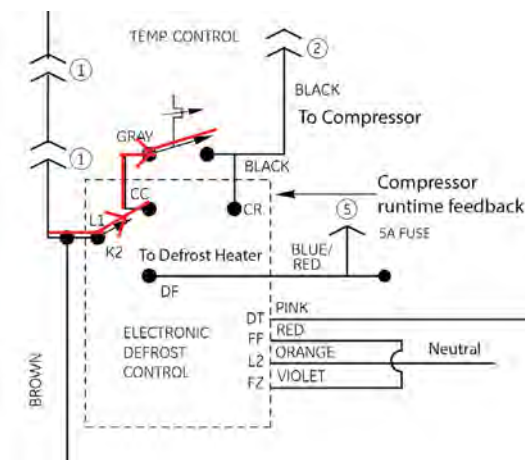 TEMP. CONTROL
2
1
BLACK
To Compressor
GRAY
1
BLACK
Compressor
runtime feedback
CC
CR
L1
5
K2
5A FUSE
To Defrost Heater
BLUE/
RED
DF
PINK
DT
RED
FF
ELECTRONIC
DEFROST
CONTROL
ORANGE
L2
Neutral
VIOLET
FZ
BROWN